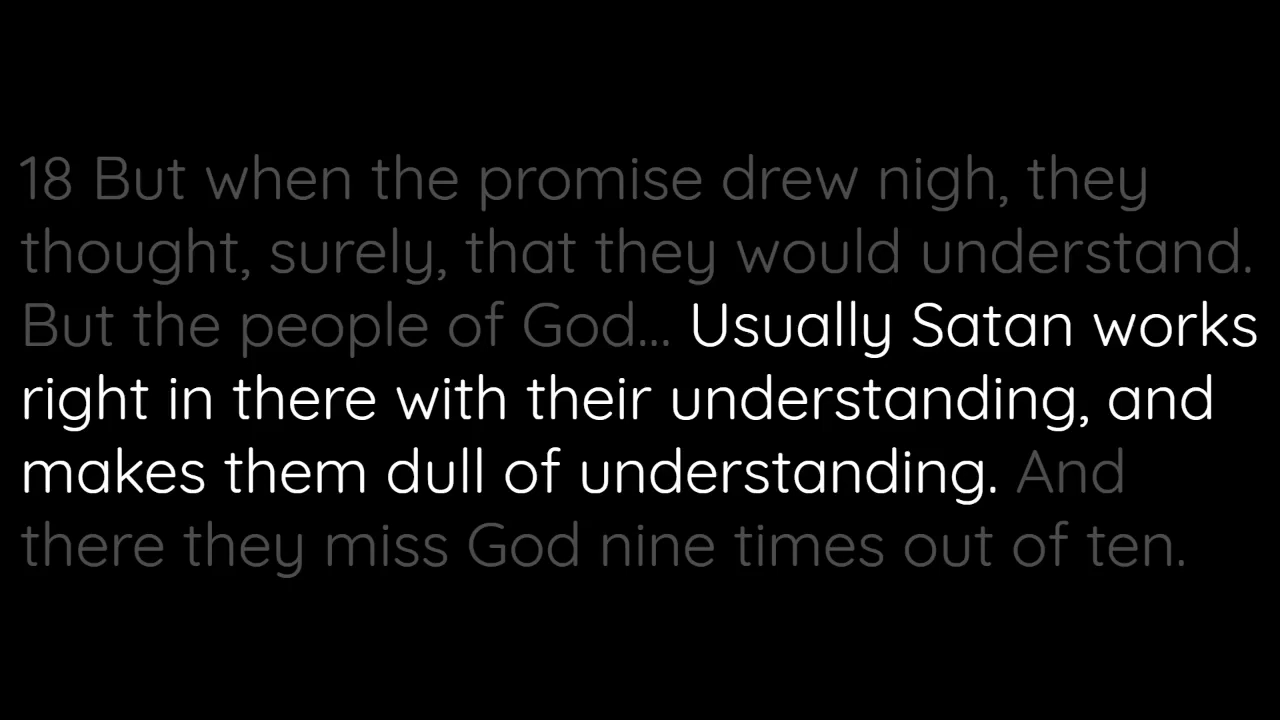 18 But when the promise drew nigh, they
thought, surely, that they would understand.
But the people of God... Usually Satan works
right in there with their understanding, and
makes them dull of understanding. And
there they miss God nine times out of ten.